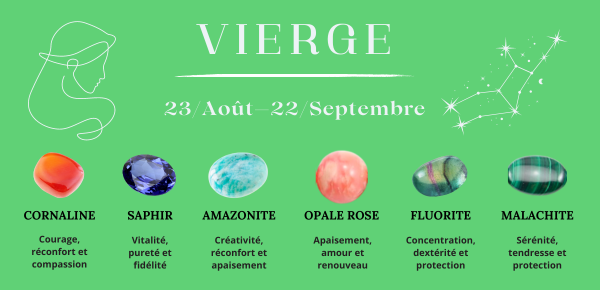 VIERGE
23/Août—22/Septembre
CORNALINE
Courage,
réconfort et
compassion
SAPHIR
Vitalité,
pureté et
fidélité
AMAZONITE
Créativité,
réconfort et
apaisement
OPALE ROSE
Apaisement,
amour et
renouveau
FLUORITE
Concentration,
dextérité et
protection
MALACHITE
Sérénité,
tendresse et
protection